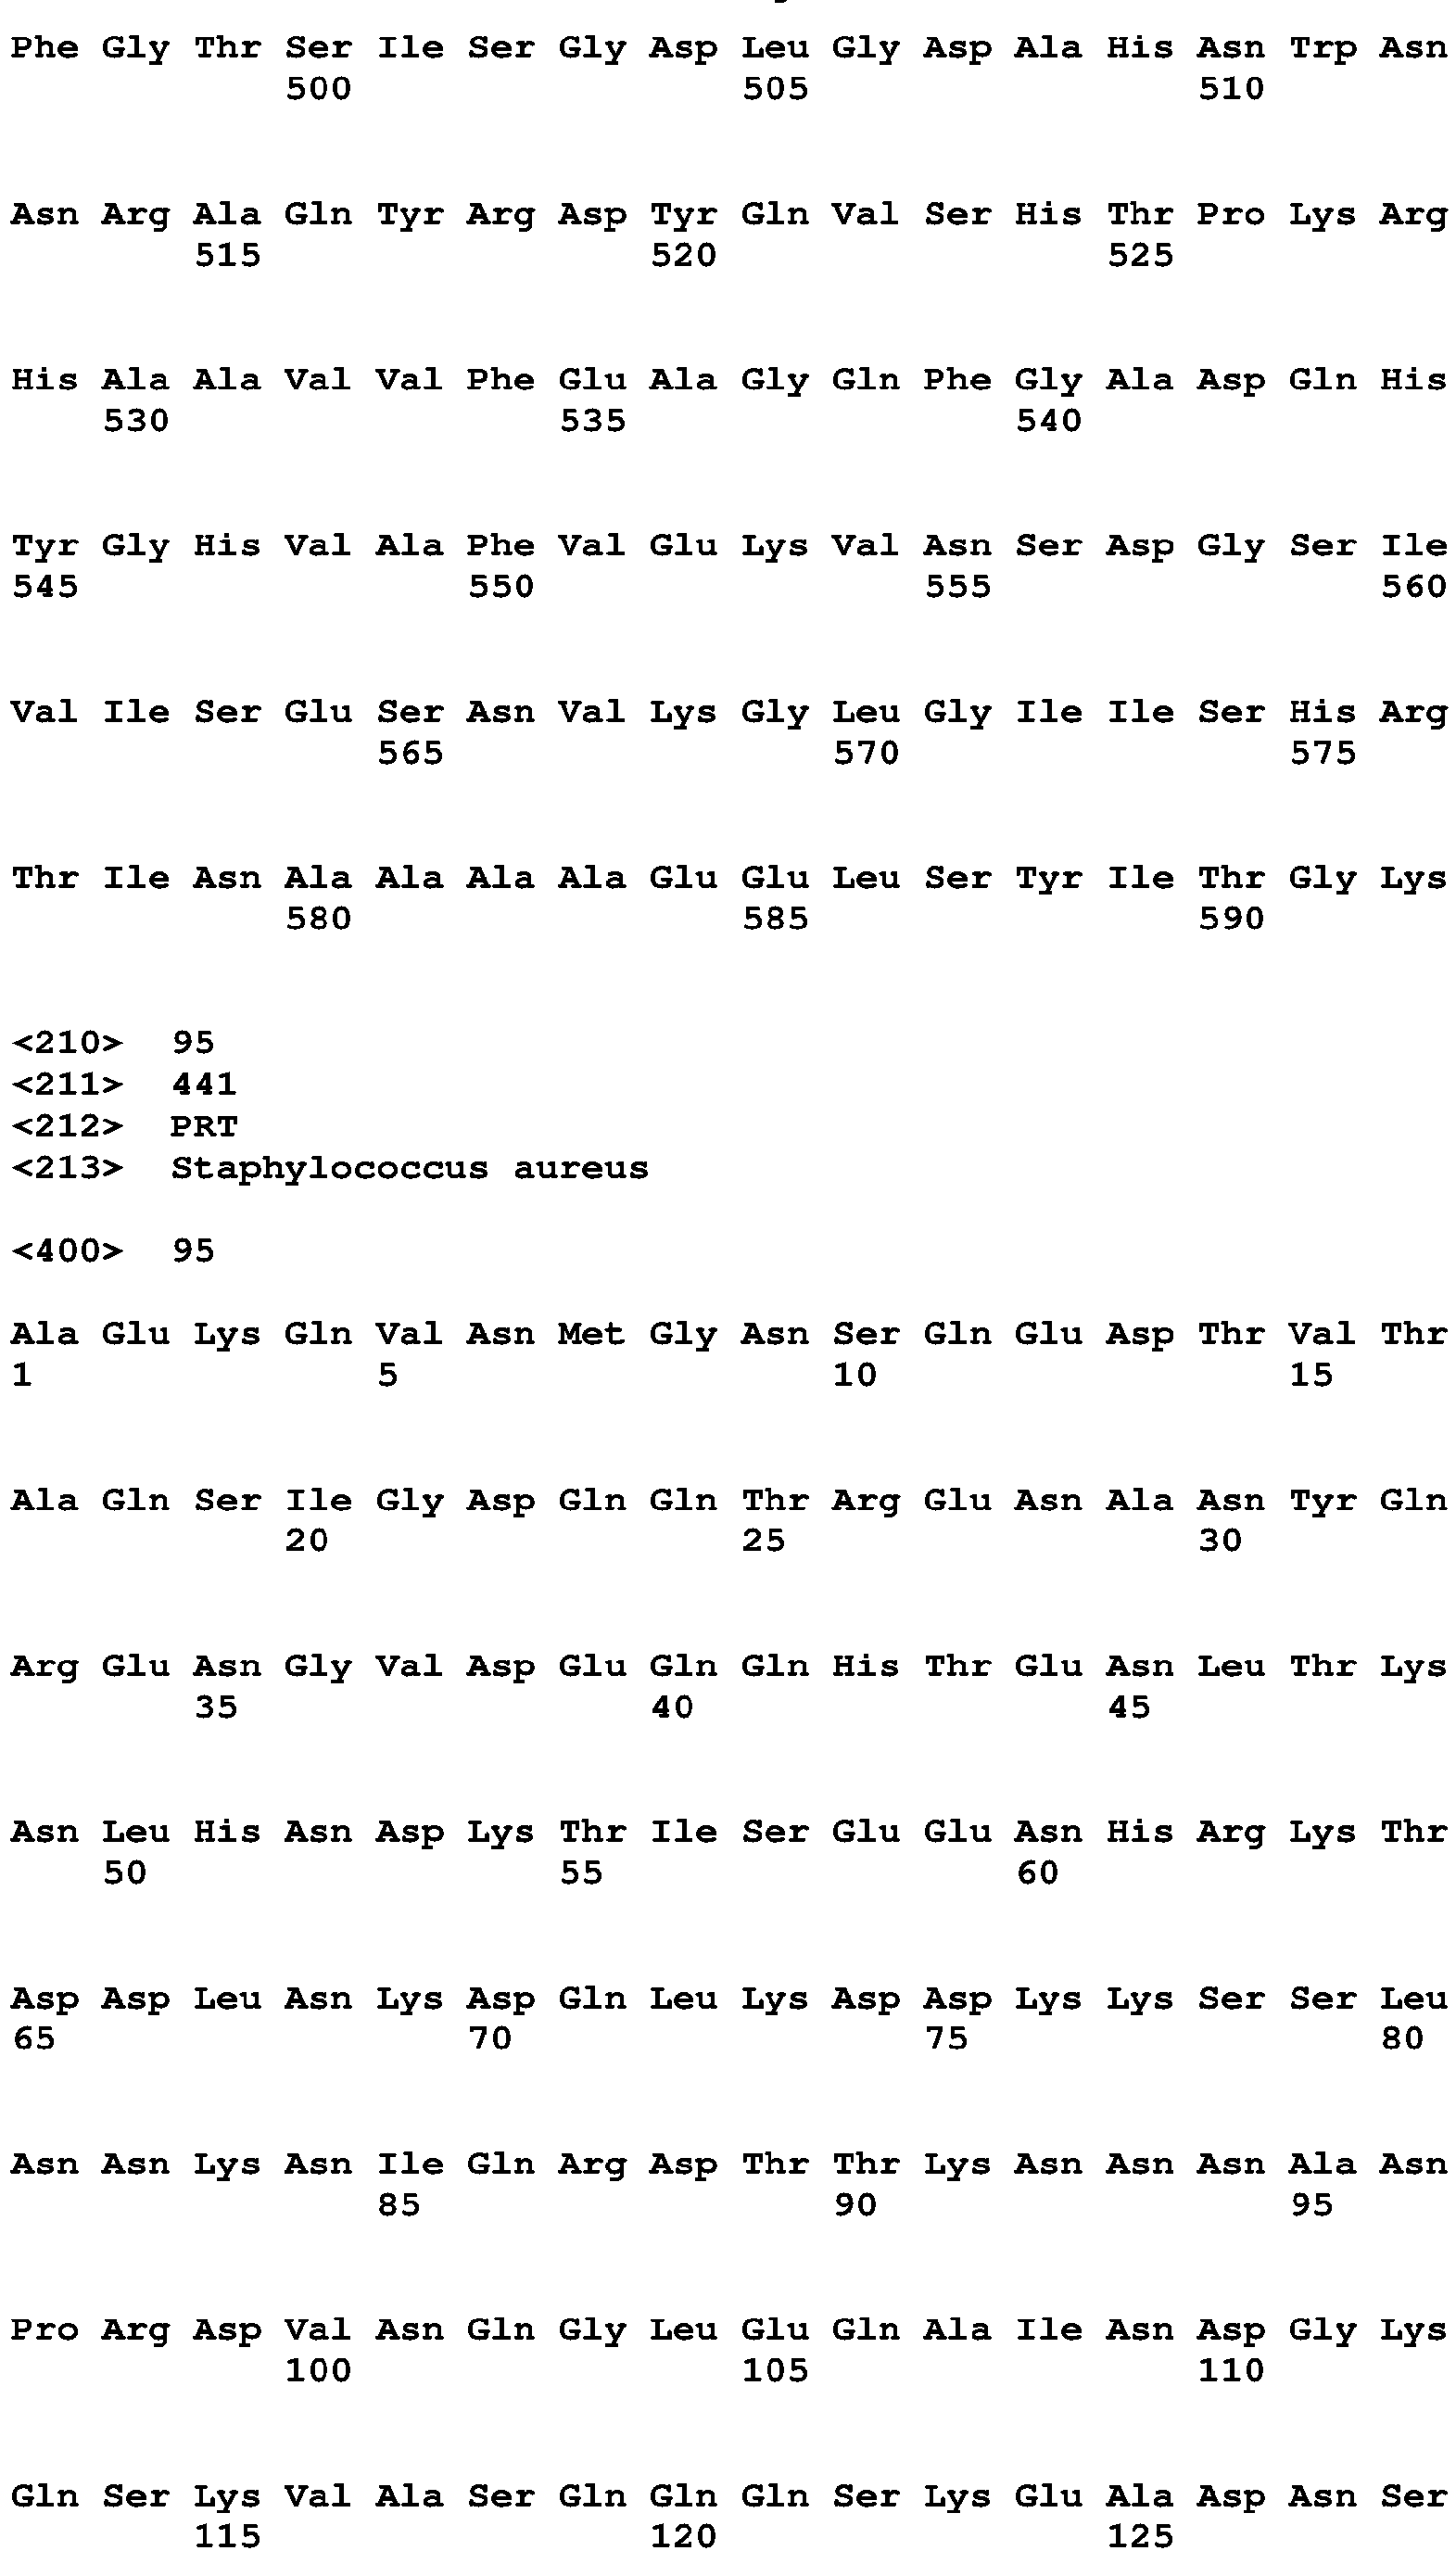 Phe Gly Thr Ser Ile Ser Gly Asp Leu Gly Asp Ala His Asn Trp Asn
500 505 510
Asn Arg Ala Gln Tyr Arg Asp Tyr Gln Val Ser His Thr Pro Lys Arg
515 520 525
His Ala Ala Val Val Phe Glu Ala Gly Gln Phe Gly Ala Asp Gln His
530 535 540
Tyr Gly His Val Ala Phe Val Glu Lys Val Asn Ser Asp Gly Ser Ile
545 550 555 560
Val Ile Ser Glu Ser Asn Val Lys Gly Leu Gly Ile Ile Ser His Arg
565 570 575
Thr Ile Asn Ala Ala Ala Ala Glu Glu Leu Ser Tyr Ile Thr Gly Lys
580 585 590
<210> 95
<211> 441
<212> PRT
<213> Staphylococcus aureus
<400> 95
Ala Glu Lys Gln Val Asn Met Gly Asn Ser Gln Glu Asp Thr Val Thr
1 5 10 15
Ala Gln Ser Ile Gly Asp Gln Gln Thr Arg Glu Asn Ala Asn Tyr Gln
20 25 30
Arg Glu Asn Gly Val Asp Glu Gln Gln His Thr Glu Asn Leu Thr Lys
35 40 45
Asn Leu His Asn Asp Lys Thr Ile Ser Glu Glu Asn His Arg Lys Thr
50 55 60
Asp Asp Leu Asn Lys Asp Gln Leu Lys Asp Asp Lys Lys Ser Ser Leu
65 70 75 80
Asn Asn Lys Asn Ile Gln Arg Asp Thr Thr Lys Asn Asn Asn Ala Asn
85 90 95
Pro Arg Asp Val Asn Gln Gly Leu Glu Gln Ala Ile Asn Asp Gly Lys
100 105 110
Gln Ser Lys Val Ala Ser Gln Gln Gln Ser Lys Glu Ala Asp Asn Ser
115 120 125